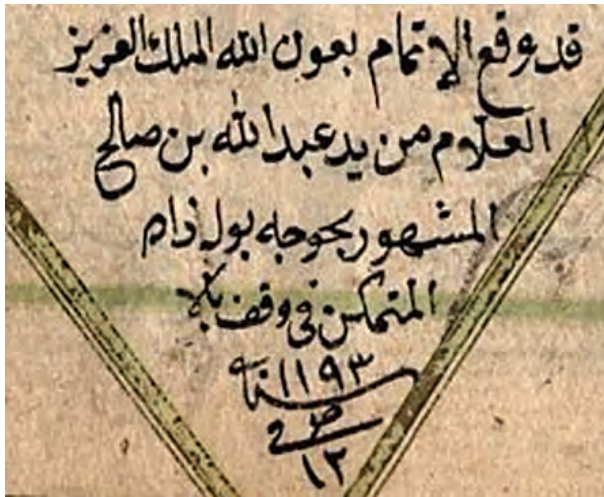 قد وقع الإتمام بعون الله الملك العزيز
العلام من يد عبد الله بن صالح
المشهور بخوجه بولدام
المتمكن في وقف
سنة ١١٩٣
ص
١٢